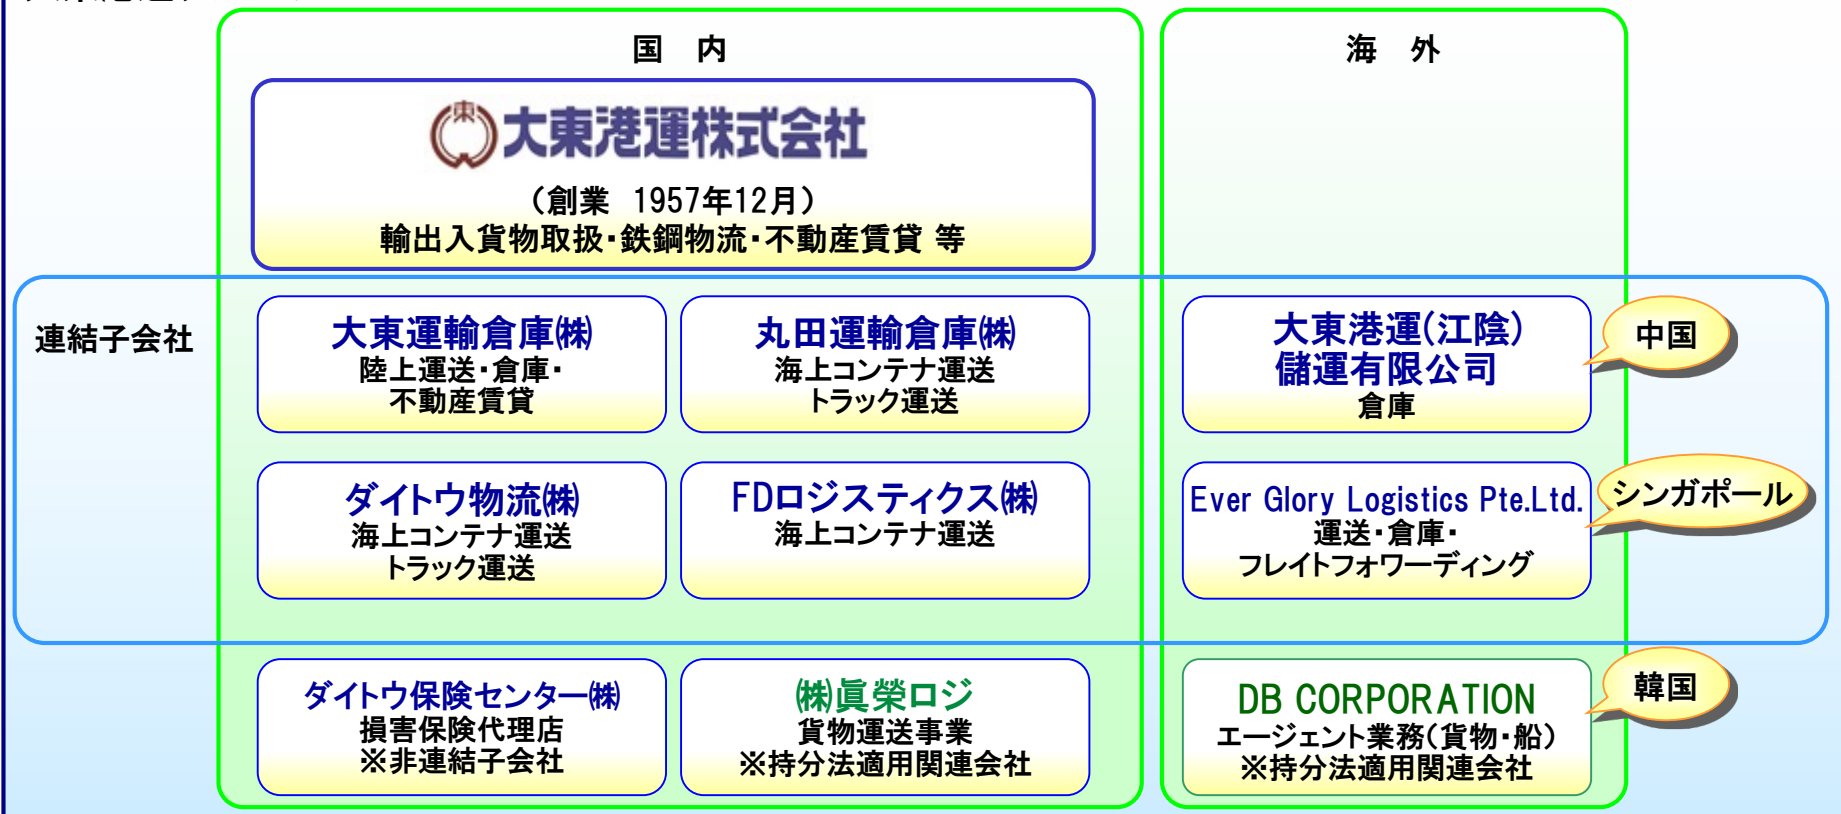 国 内
海 外
大東港運株式会社
（創業 1957年12月）
輸出入貨物取扱・鉄鋼物流・不動産賃貸 等
連結子会社
大東運輸倉庫㈱
陸上運送・倉庫・
不動産賃貸
丸田運輸倉庫㈱
海上コンテナ運送
トラック運送
大東港運(江陰)
儲運有限公司
倉庫
中国
ダイトウ物流㈱
海上コンテナ運送
トラック運送
FDロジスティクス㈱
海上コンテナ運送
Ever Glory Logistics Pte.Ltd.
運送・倉庫・
フレイトフォワーディング
シンガポール
ダイトウ保険センター㈱
損害保険代理店
※非連結子会社
㈱眞榮ロジ
貨物運送事業
※持分法適用関連会社
DB CORPORATION
エージェント業務(貨物・船)
※持分法適用関連会社
韓国